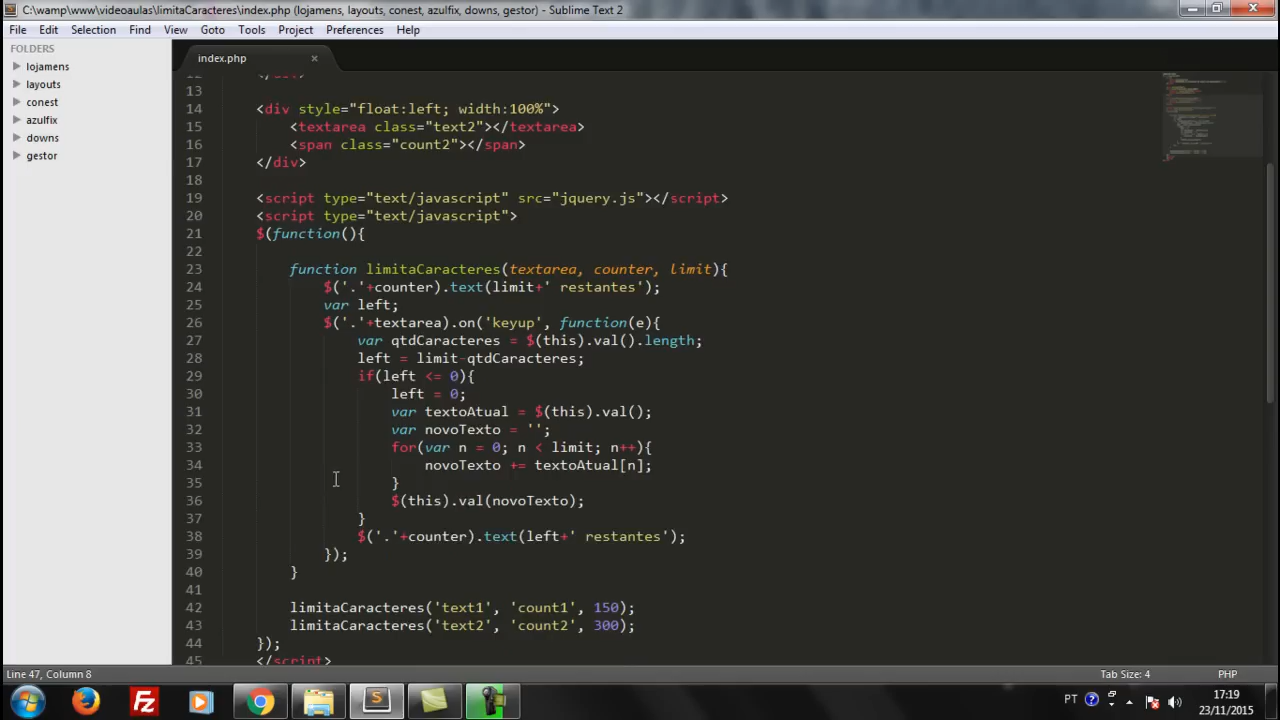 C:\wamp\www\videoaulas\limitaCaracteres\index.php (lojamens, layouts, conest, azulfix, downs, gestor) - Sublime Text 2
File Edit Selection Find View Goto Tools Project Preferences Help
FOLDERS
lojamens
layouts
conest
azulfix
downs
gestor
index.php ×
12 </div>
13
14 <div style="float:left; width:100%">
15 <textarea class="text2"></textarea>
16 <span class="count2"></span>
17 </div>
18
19 <script type="text/javascript" src="jquery.js"></script>
20 <script type="text/javascript">
21 $(function(){
22
23 function limitaCaracteres(textarea, counter, limit){
24 $('.'+counter).text(limit+' restantes');
25 var left;
26 $('.'+textarea).on('keyup', function(e){
27 var qtdCaracteres = $(this).val().length;
28 left = limit-qtdCaracteres;
29 if(left <= 0){
30 left = 0;
31 var textoAtual = $(this).val();
32 var novoTexto = '';
33 for(var n = 0; n < limit; n++){
34 novoTexto += textoAtual[n];
35 }
36 $(this).val(novoTexto);
37 }
38 $('.'+counter).text(left+' restantes');
39 });
40 }
41
42 limitaCaracteres('text1', 'count1', 150);
43 limitaCaracteres('text2', 'count2', 300);
44 });
45 </script>
Line 47, Column 8 Tab Size: 4 PHP
PT 17:19
23/11/2015